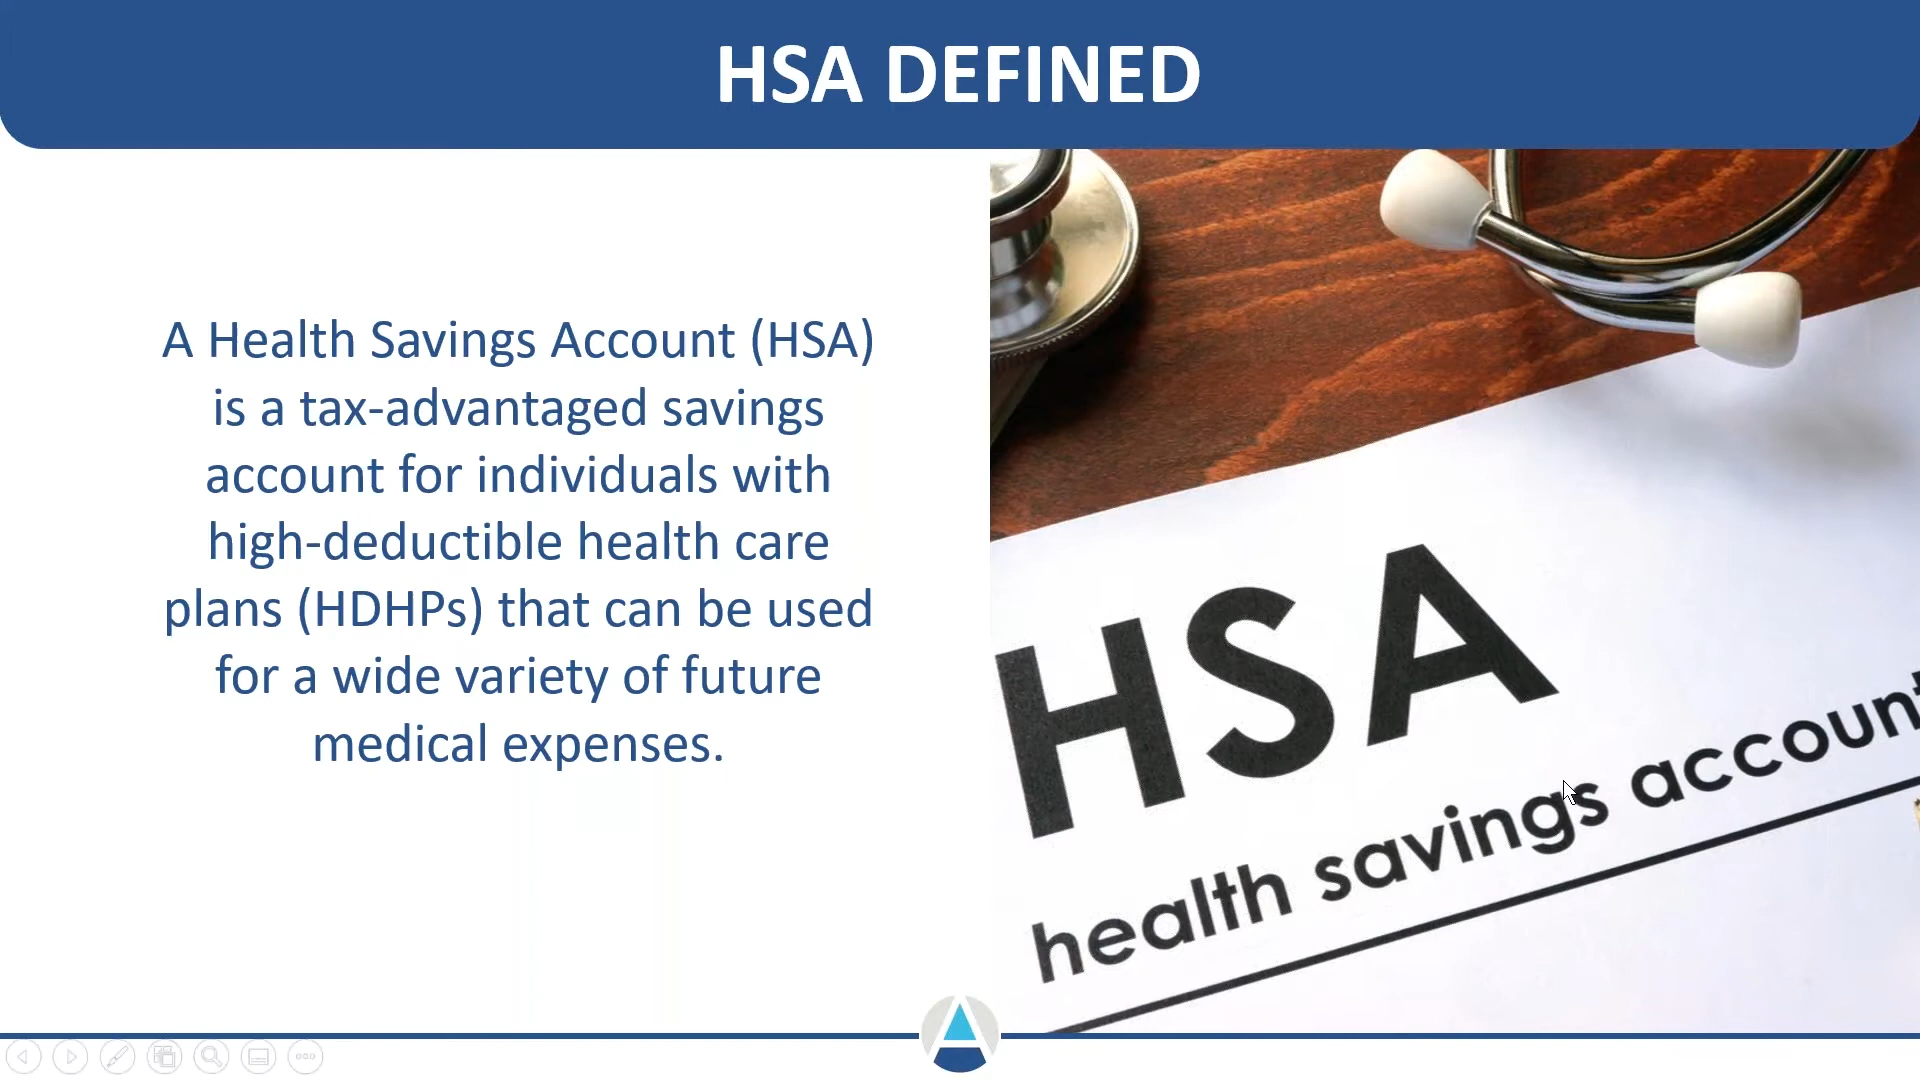 HSA DEFINED
A Health Savings Account (HSA)
is a tax-advantaged savings
account for individuals with
high-deductible health care
plans (HDHPs) that can be used
for a wide variety of future
medical expenses.
HSA
health savings account